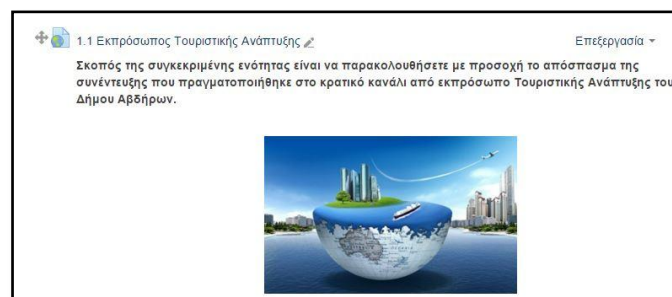 1.1 Εκπρόσωπος Τουριστικής Ανάπτυξης
Επεξεργασία
Σκοπός της συγκεκριμένης ενότητας είναι να παρακολουθήσετε με προσοχή το απόσπασμα της
συνέντευξης που πραγματοποιήθηκε στο κρατικό κανάλι από εκπρόσωπο Τουριστικής Ανάπτυξης του
Δήμου Αβδήρων.